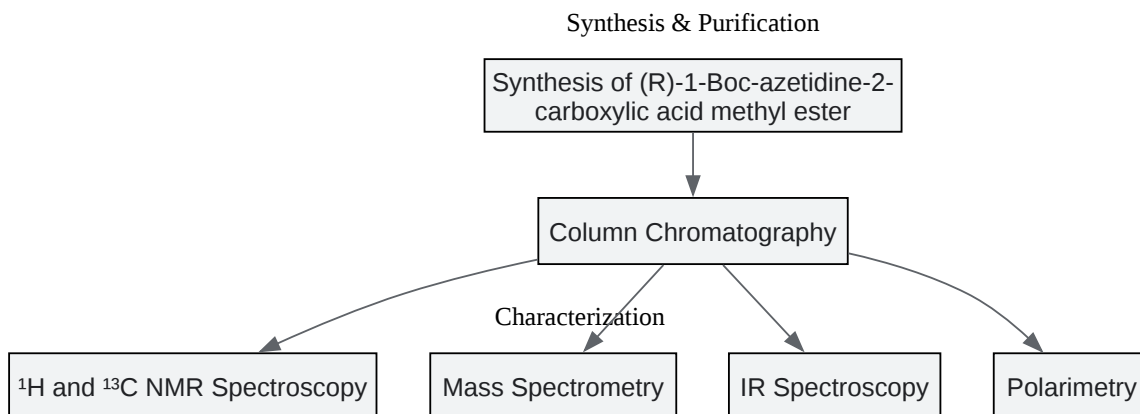 Synthesis & Purification
Synthesis of (R)-1-Boc-azetidine-2-
carboxylic acid methyl ester
Column Chromatography
Characterization
¹H and ¹³C NMR Spectroscopy
Mass Spectrometry
IR Spectroscopy
Polarimetry